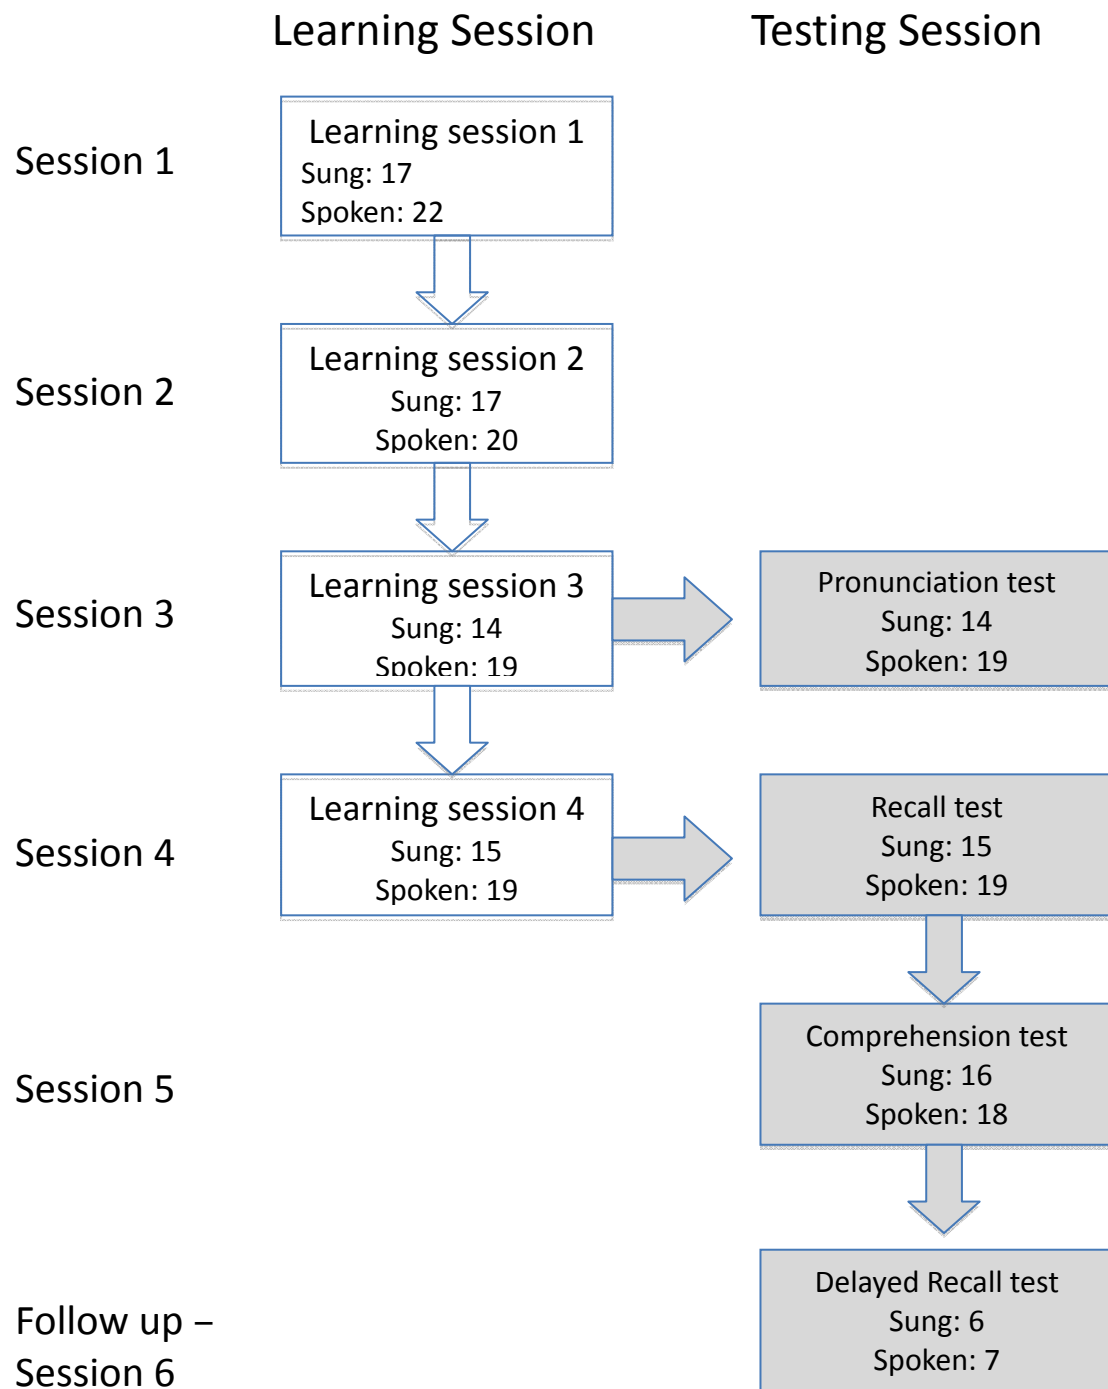 Learning Session
Testing Session
Session 1
Learning session 1
Sung: 17
Spoken: 22
Session 2
Learning session 2
Sung: 17
Spoken: 20
Session 3
Learning session 3
Sung: 14
Spoken: 19
Pronunciation test
Sung: 14
Spoken: 19
Session 4
Learning session 4
Sung: 15
Spoken: 19
Recall test
Sung: 15
Spoken: 19
Session 5
Comprehension test
Sung: 16
Spoken: 18
Follow up –
Session 6
Delayed Recall test
Sung: 6
Spoken: 7